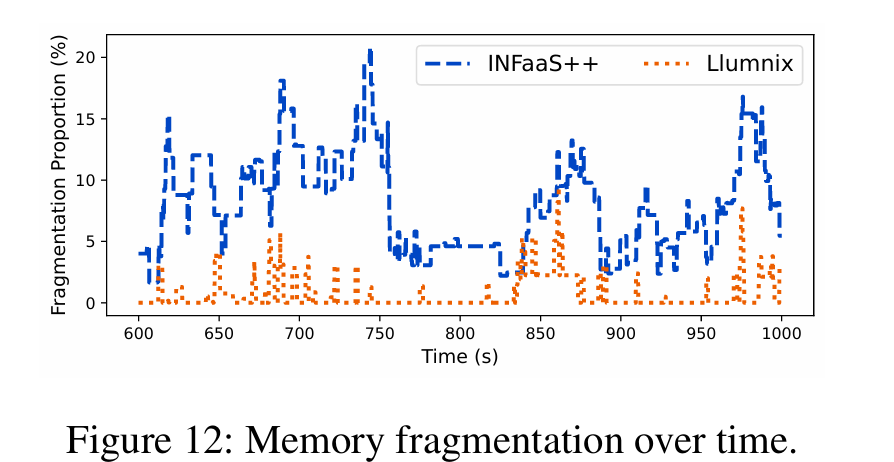 Fragmentation Proportion (%)
20
15
10
5
0
INFaaS++ Llumnix
600 650 700 750 800 850 900 950 1000
Time (s)
Figure 12: Memory fragmentation over time.